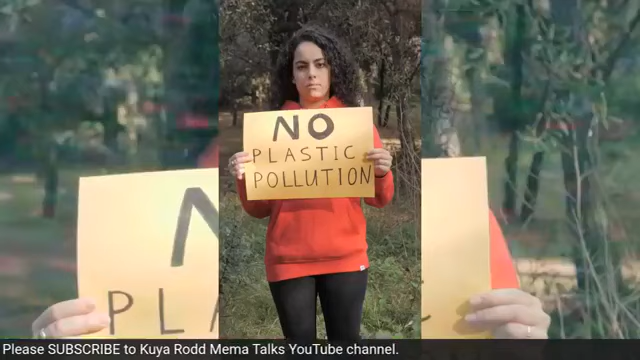 NO
PLASTIC
POLLUTION
Please SUBSCRIBE to Kuya Rodd Mema Talks YouTube channel.